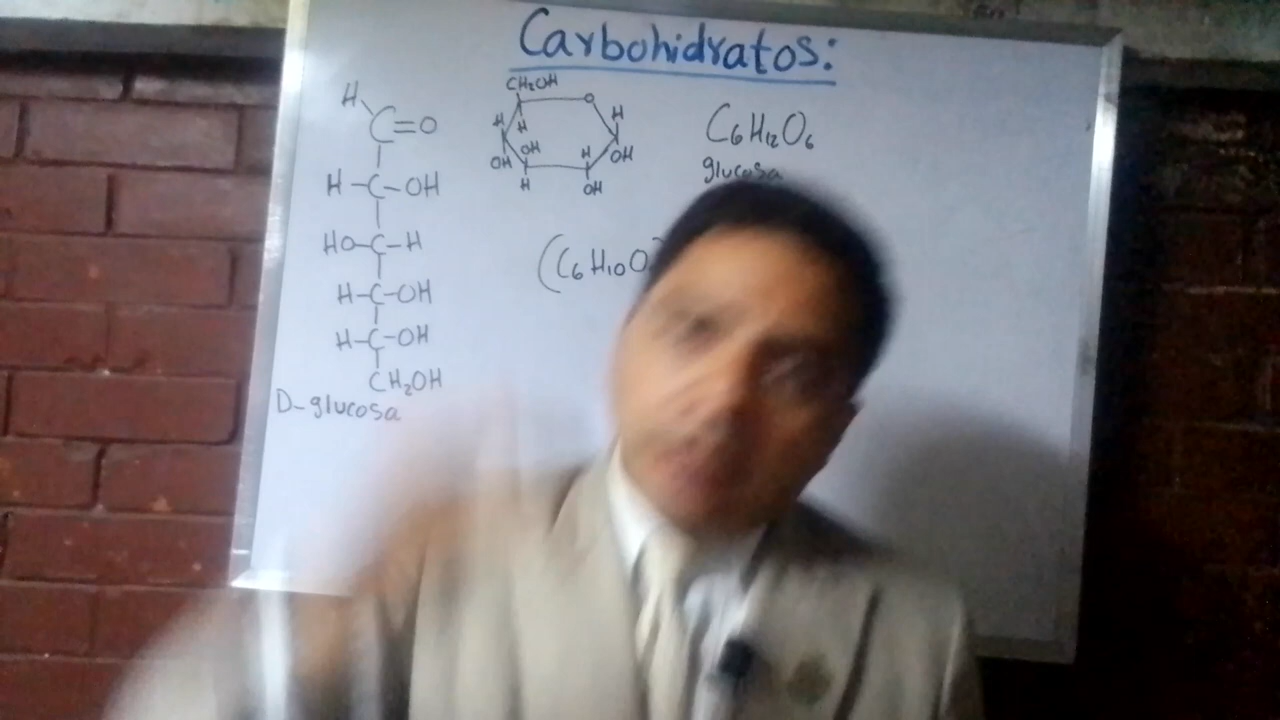 Carbohidratos:
H
C=O
H-C-OH
HO-C-H
H-C-OH
H-C-OH
CH₂OH
D-glucosa
CH₂OH
O
H H H
OH OH H OH
H OH
C₆H₁₂O₆
glucosa
(C₆H₁₀O